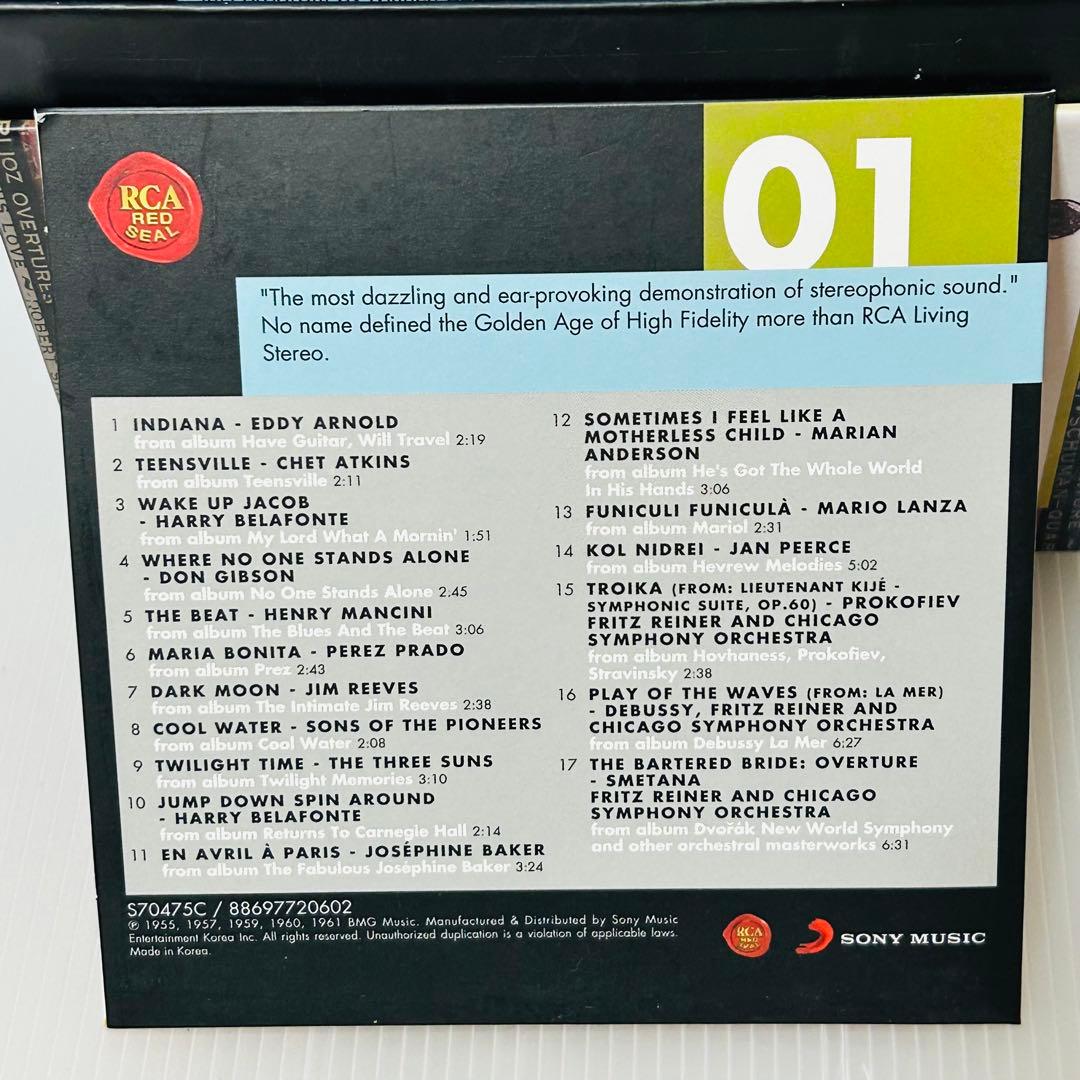 RCA
RED
SEAL
01
"The most dazzling and ear-provoking demonstration of stereophonic sound."
No name defined the Golden Age of High Fidelity more than RCA Living
Stereo.
1 INDIANA - EDDY ARNOLD
from album Have Guitar, Will Travel 2:19
2 TEENSVILLE - CHET ATKINS
from album Teensville 2:11
3 WAKE UP JACOB
- HARRY BELAFONTE
from album My Lord What A Mornin' 1:51
4 WHERE NO ONE STANDS ALONE
- DON GIBSON
from album No One Stands Alone 2:45
5 THE BEAT - HENRY MANCINI
from album The Blues And The Beat 3:06
6 MARIA BONITA - PEREZ PRADO
from album Prez 2:43
7 DARK MOON - JIM REEVES
from album The Intimate Jim Reeves 2:38
8 COOL WATER - SONS OF THE PIONEERS
from album Cool Water 2:08
9 TWILIGHT TIME - THE THREE SUNS
from album Twilight Memories 3:10
10 JUMP DOWN SPIN AROUND
- HARRY BELAFONTE
from album Returns To Carnegie Hall 2:14
11 EN AVRIL À PARIS - JOSÉPHINE BAKER
from album The Fabulous Joséphine Baker 3:24
12 SOMETIMES I FEEL LIKE A
MOTHERLESS CHILD - MARIAN
ANDERSON
from album He's Got The Whole World
In His Hands 3:06
13 FUNICULI FUNICULÀ - MARIO LANZA
from album Mario! 2:31
14 KOL NIDREI - JAN PEERCE
from album Hevrew Melodies 5:02
15 TROIKA (FROM: LIEUTENANT KIJÉ -
SYMPHONIC SUITE, OP.60) - PROKOFIEV
FRITZ REINER AND CHICAGO
SYMPHONY ORCHESTRA
from album Hovhaness, Prokofiev,
Stravinsky 2:38
16 PLAY OF THE WAVES (FROM: LA MER)
- DEBUSSY, FRITZ REINER AND
CHICAGO SYMPHONY ORCHESTRA
from album Debussy La Mer 6:27
17 THE BARTERED BRIDE: OVERTURE
- SMETANA
FRITZ REINER AND CHICAGO
SYMPHONY ORCHESTRA
from album Dvořák New World Symphony
and other orchestral masterworks 6:31
S70475C / 88697720602
℗ 1955, 1957, 1959, 1960, 1961 BMG Music. Manufactured & Distributed by Sony Music
Entertainment Korea Inc. All rights reserved. Unauthorized duplication is a violation of applicable laws.
Made in Korea.
RCA
RED
SEAL
SONY MUSIC